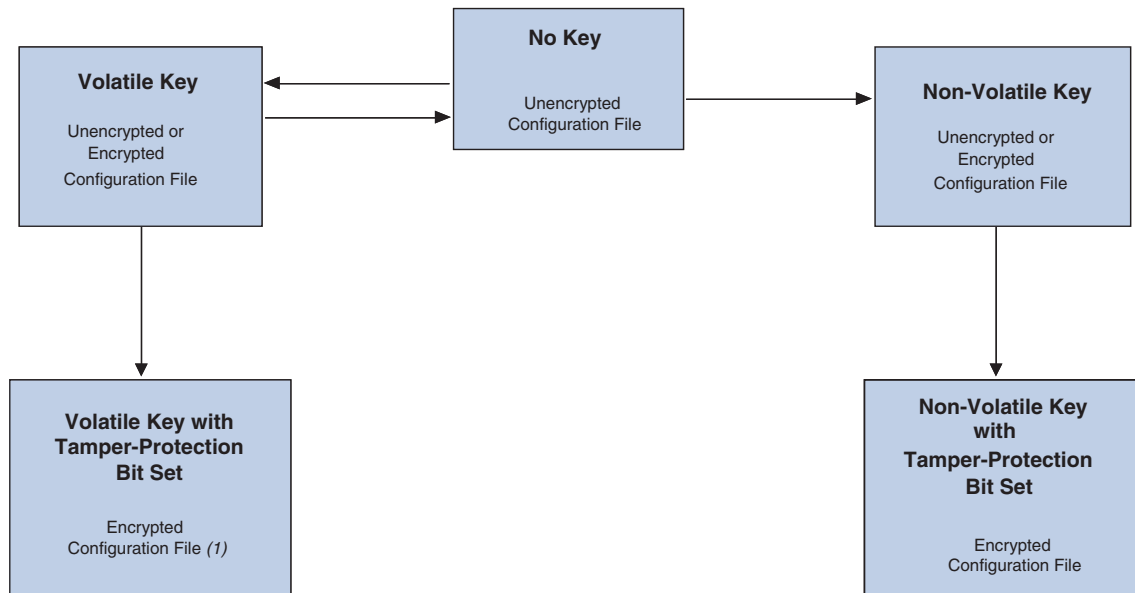 No Key
Unencrypted
Configuration File
Volatile Key
Unencrypted or
Encrypted
Configuration File
Non-Volatile Key
Unencrypted or
Encrypted
Configuration File
Volatile Key with
Tamper-Protection
Bit Set
Encrypted
Configuration File (1)
Non-Volatile Key
with
Tamper-Protection
Bit Set
Encrypted
Configuration File